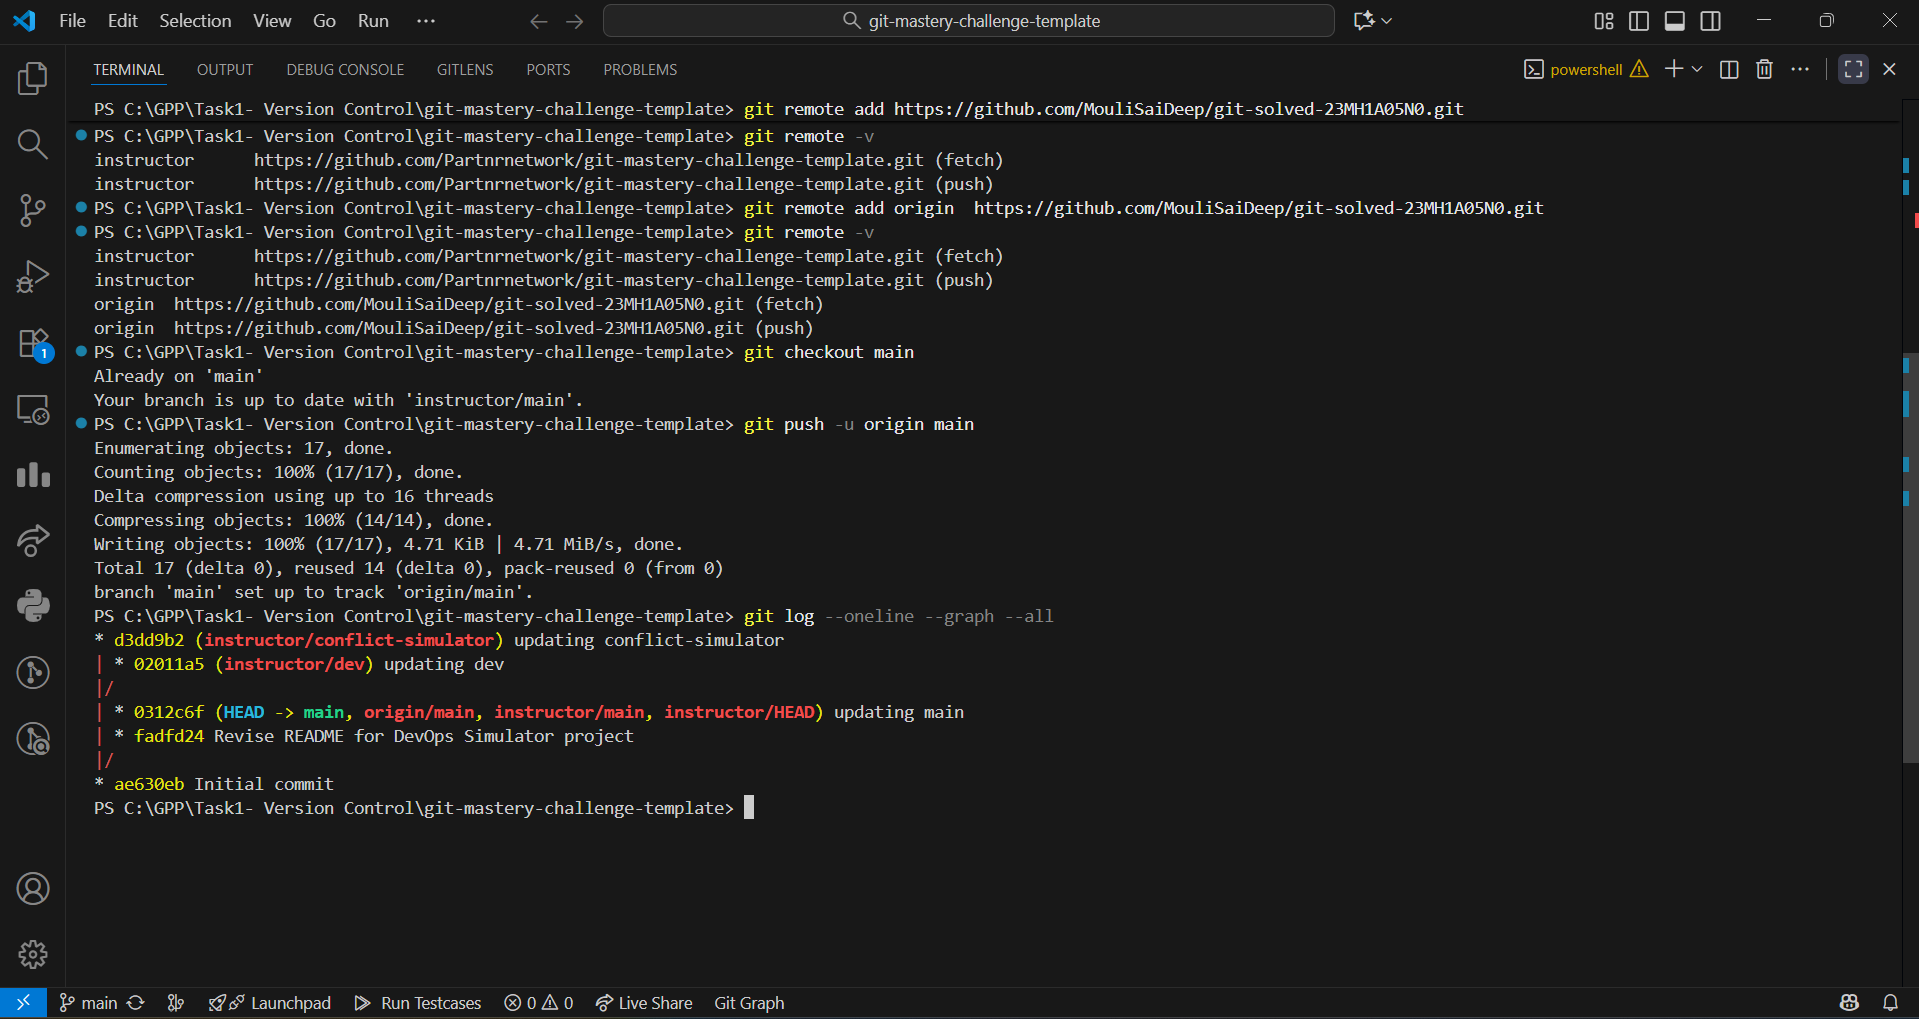 File Edit Selection View Go Run ···
git-mastery-challenge-template
TERMINAL OUTPUT DEBUG CONSOLE GITLENS PORTS PROBLEMS
powershell
PS C:\GPP\Task1- Version Control\git-mastery-challenge-template> git remote add https://github.com/MouliSaiDeep/git-solved-23MH1A05N0.git
PS C:\GPP\Task1- Version Control\git-mastery-challenge-template> git remote -v
instructor      https://github.com/Partnrnetwork/git-mastery-challenge-template.git (fetch)
instructor      https://github.com/Partnrnetwork/git-mastery-challenge-template.git (push)
PS C:\GPP\Task1- Version Control\git-mastery-challenge-template> git remote add origin  https://github.com/MouliSaiDeep/git-solved-23MH1A05N0.git
PS C:\GPP\Task1- Version Control\git-mastery-challenge-template> git remote -v
instructor      https://github.com/Partnrnetwork/git-mastery-challenge-template.git (fetch)
instructor      https://github.com/Partnrnetwork/git-mastery-challenge-template.git (push)
origin  https://github.com/MouliSaiDeep/git-solved-23MH1A05N0.git (fetch)
origin  https://github.com/MouliSaiDeep/git-solved-23MH1A05N0.git (push)
PS C:\GPP\Task1- Version Control\git-mastery-challenge-template> git checkout main
Already on 'main'
Your branch is up to date with 'instructor/main'.
PS C:\GPP\Task1- Version Control\git-mastery-challenge-template> git push -u origin main
Enumerating objects: 17, done.
Counting objects: 100% (17/17), done.
Delta compression using up to 16 threads
Compressing objects: 100% (14/14), done.
Writing objects: 100% (17/17), 4.71 KiB | 4.71 MiB/s, done.
Total 17 (delta 0), reused 14 (delta 0), pack-reused 0 (from 0)
branch 'main' set up to track 'origin/main'.
PS C:\GPP\Task1- Version Control\git-mastery-challenge-template> git log --oneline --graph --all
* d3dd9b2 (instructor/conflict-simulator) updating conflict-simulator
| * 02011a5 (instructor/dev) updating dev
|/
| * 0312c6f (HEAD -> main, origin/main, instructor/main, instructor/HEAD) updating main
| * fadfd24 Revise README for DevOps Simulator project
|/
* ae630eb Initial commit
PS C:\GPP\Task1- Version Control\git-mastery-challenge-template>
1
main Launchpad Run Testcases 0 0 Live Share Git Graph